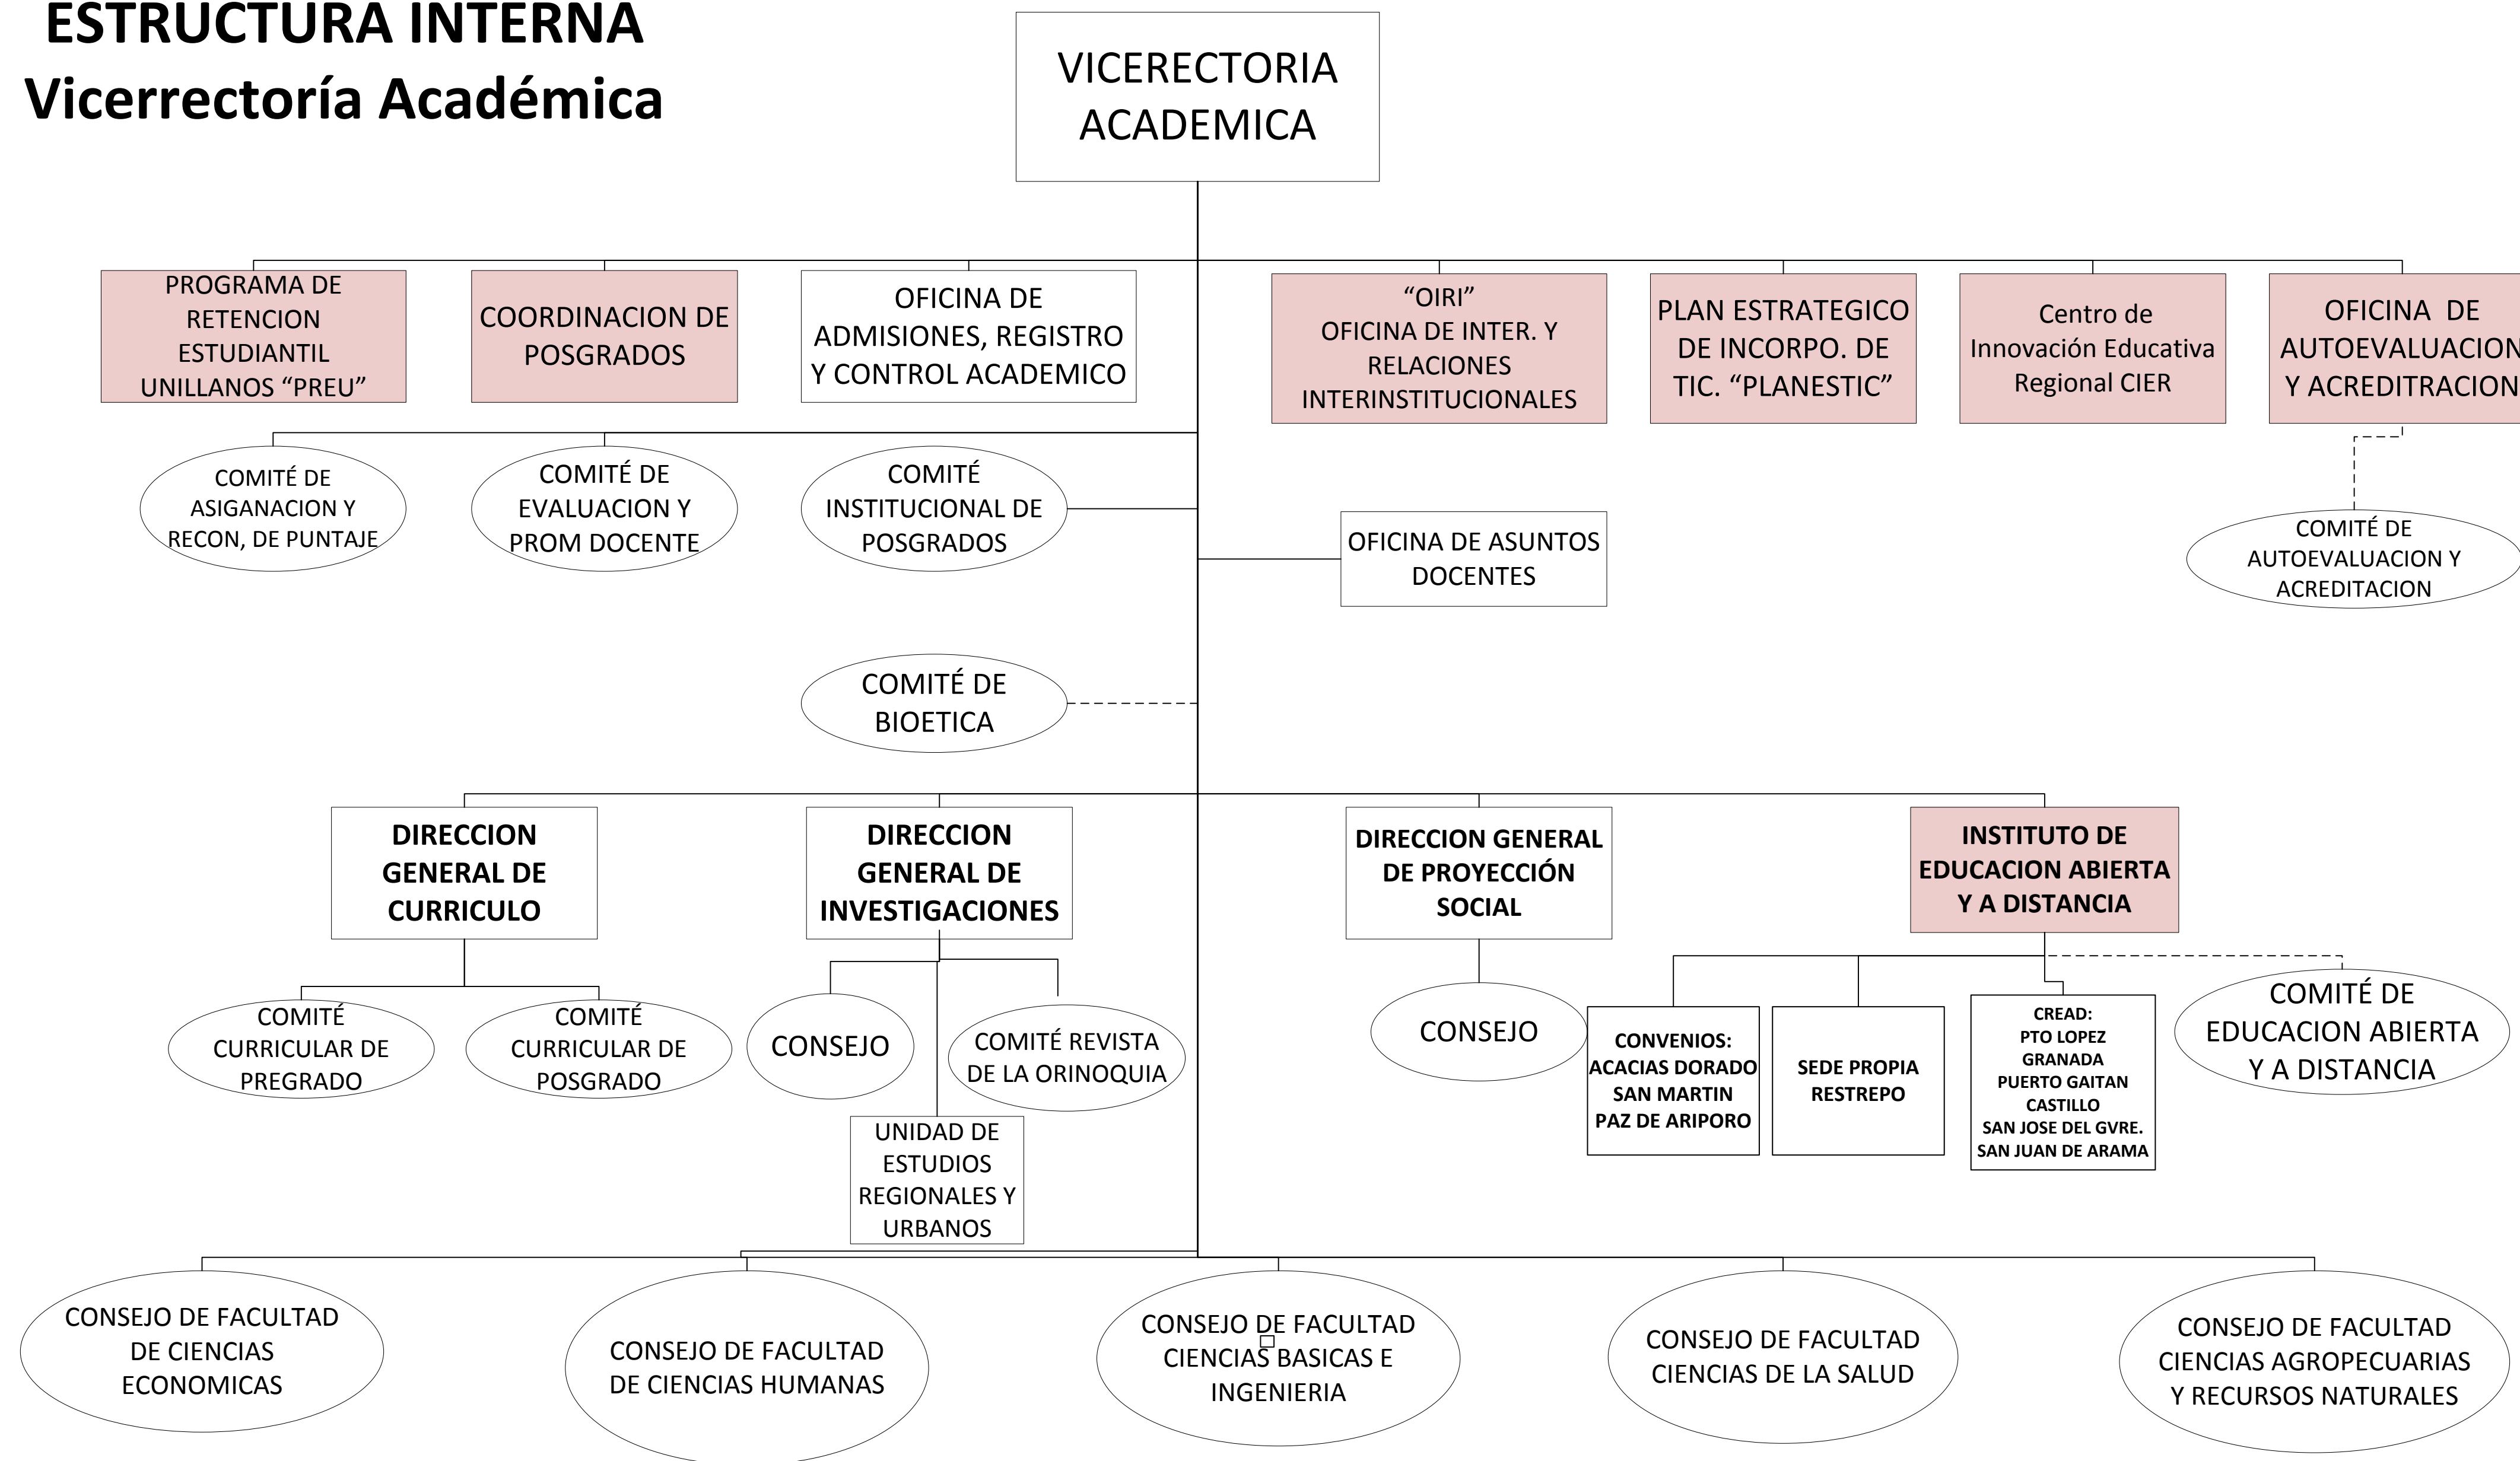 ESTRUCTURA INTERNA
Vicerrectoría Académica
VICERECTORIA
ACADEMICA
PROGRAMA DE
RETENCION
ESTUDIANTIL
UNILLANOS “PREU”
COORDINACION DE
POSGRADOS
OFICINA DE
ADMISIONES, REGISTRO
Y CONTROL ACADEMICO
“OIRI”
OFICINA DE INTER. Y
RELACIONES
INTERINSTITUCIONALES
PLAN ESTRATEGICO
DE INCORPO. DE
TIC. “PLANESTIC”
Centro de
Innovación Educativa
Regional CIER
OFICINA DE
AUTOEVALUACION
Y ACREDITRACION
COMITÉ DE
ASIGANACION Y
RECON, DE PUNTAJE
COMITÉ DE
EVALUACION Y
PROM DOCENTE
COMITÉ
INSTITUCIONAL DE
POSGRADOS
OFICINA DE ASUNTOS
DOCENTES
COMITÉ DE
AUTOEVALUACION Y
ACREDITACION
COMITÉ DE
BIOETICA
DIRECCION
GENERAL DE
CURRICULO
DIRECCION
GENERAL DE
INVESTIGACIONES
DIRECCION GENERAL
DE PROYECCIÓN
SOCIAL
INSTITUTO DE
EDUCACION ABIERTA
Y A DISTANCIA
COMITÉ
CURRICULAR DE
PREGRADO
COMITÉ
CURRICULAR DE
POSGRADO
CONSEJO
COMITÉ REVISTA
DE LA ORINOQUIA
UNIDAD DE
ESTUDIOS
REGIONALES Y
URBANOS
CONSEJO
CONVENIOS:
ACACIAS DORADO
SAN MARTIN
PAZ DE ARIPORO
SEDE PROPIA
RESTREPO
CREAD:
PTO LOPEZ
GRANADA
PUERTO GAITAN
CASTILLO
SAN JOSE DEL GVRE.
SAN JUAN DE ARAMA
COMITÉ DE
EDUCACION ABIERTA
Y A DISTANCIA
CONSEJO DE FACULTAD
DE CIENCIAS
ECONOMICAS
CONSEJO DE FACULTAD
DE CIENCIAS HUMANAS
CONSEJO DE FACULTAD
CIENCIAS BASICAS E
INGENIERIA
CONSEJO DE FACULTAD
CIENCIAS DE LA SALUD
CONSEJO DE FACULTAD
CIENCIAS AGROPECUARIAS
Y RECURSOS NATURALES